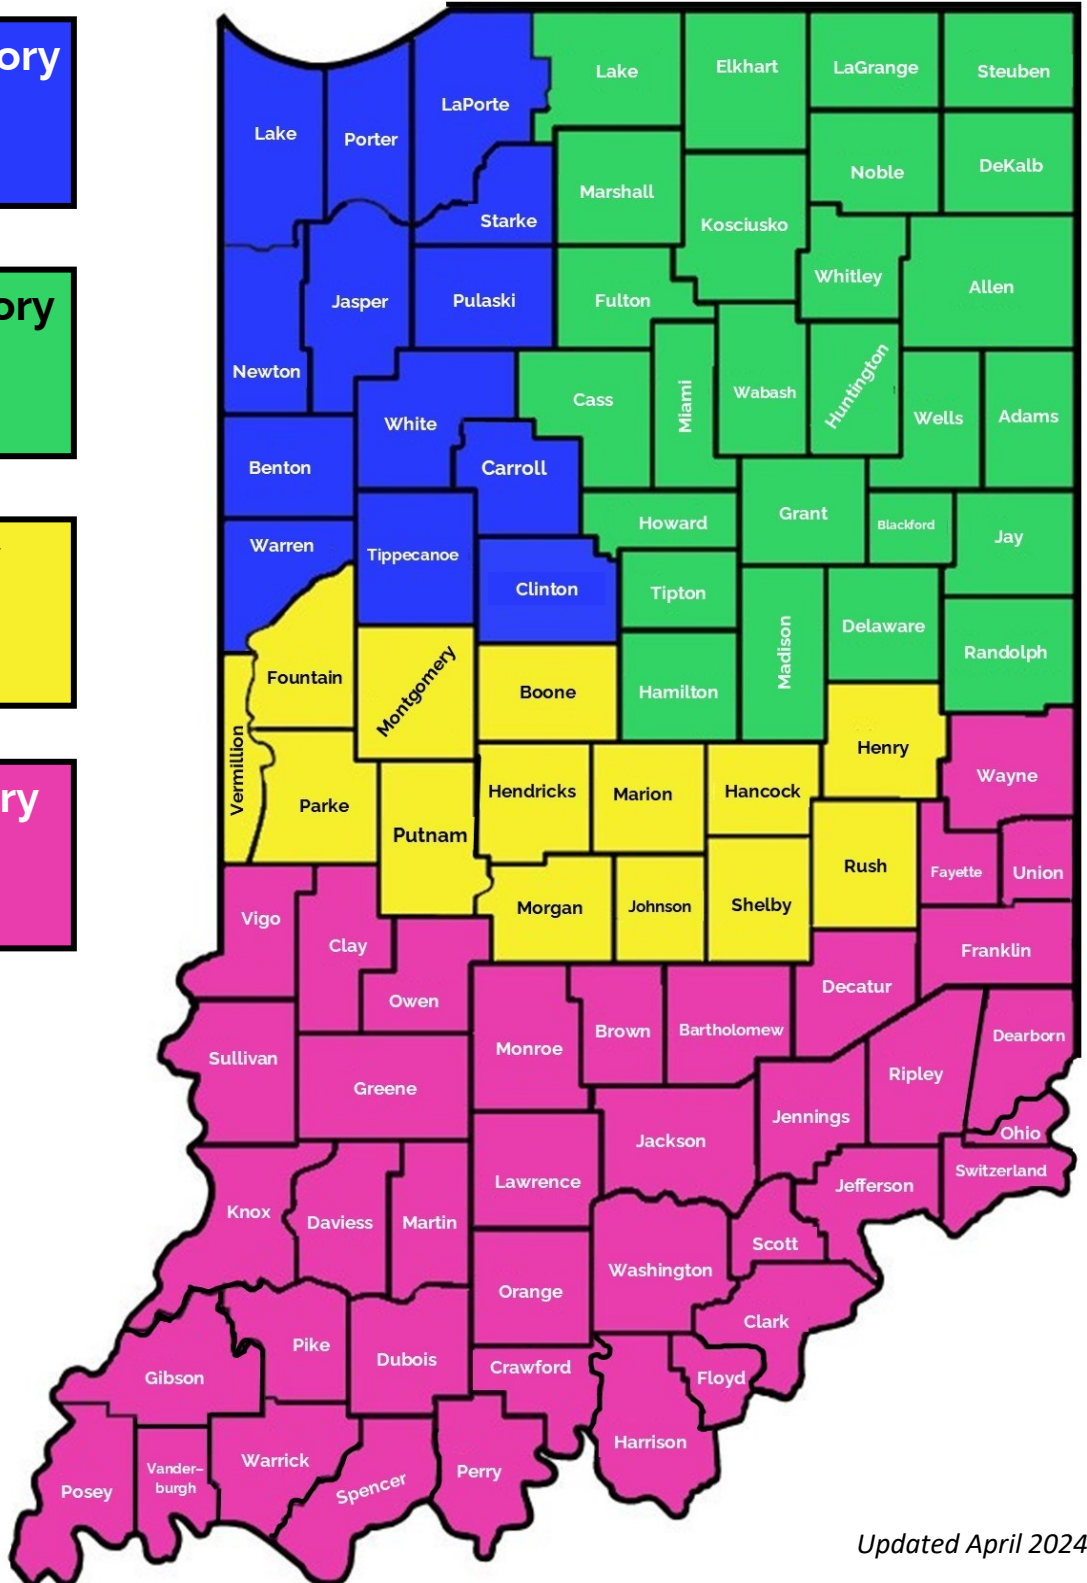 ory
ory
ry
Lake
Porter
LaPorte
Lake
Elkhart
LaGrange
Steuben
Noble
DeKalb
Marshall
Starke
Kosciusko
Whitley
Allen
Newton
Jasper
Pulaski
Fulton
White
Cass
Miami
Wabash
Huntington
Wells
Adams
Benton
Carroll
Howard
Grant
Blackford
Jay
Warren
Tippecanoe
Clinton
Tipton
Madison
Delaware
Randolph
Fountain
Montgomery
Boone
Hamilton
Henry
Wayne
Vermillion
Parke
Putnam
Hendricks
Marion
Hancock
Rush
Fayette
Union
Morgan
Johnson
Shelby
Vigo
Clay
Owen
Franklin
Decatur
Sullivan
Greene
Monroe
Brown
Bartholomew
Dearborn
Ripley
Jennings
Jackson
Ohio
Switzerland
Jefferson
Lawrence
Knox
Daviess
Martin
Scott
Washington
Orange
Clark
Pike
Dubois
Crawford
Gibson
Floyd
Harrison
Posey
Vander-
burgh
Warrick
Spencer
Perry
Updated April 2024